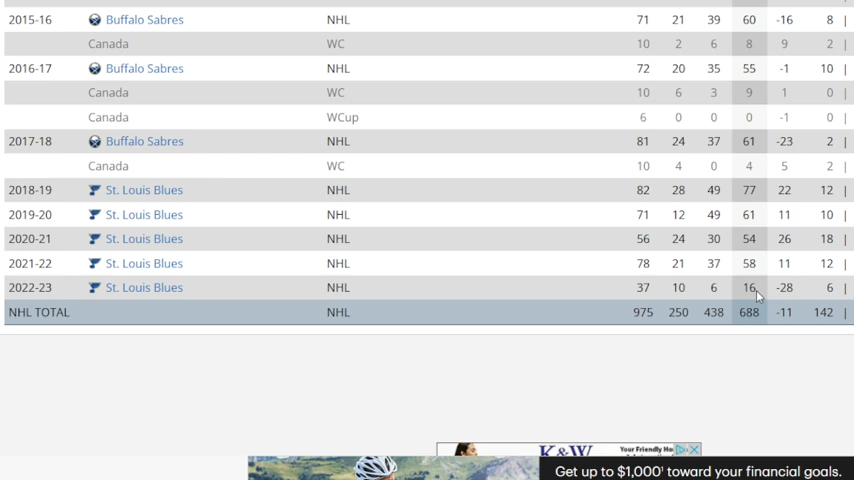 2015-16 Buffalo Sabres NHL 71 21 39 60 -16 8 |
Canada WC 10 2 6 8 9 2 |
2016-17 Buffalo Sabres NHL 72 20 35 55 -1 10 |
Canada WC 10 6 3 9 1 0 |
Canada WCup 6 0 0 0 -1 0 |
2017-18 Buffalo Sabres NHL 81 24 37 61 -23 2 |
Canada WC 10 4 0 4 5 2 |
2018-19 St. Louis Blues NHL 82 28 49 77 22 12 |
2019-20 St. Louis Blues NHL 71 12 49 61 11 10 |
2020-21 St. Louis Blues NHL 56 24 30 54 26 18 |
2021-22 St. Louis Blues NHL 78 21 37 58 11 12 |
2022-23 St. Louis Blues NHL 37 10 6 16 -28 6 |
NHL TOTAL NHL 975 250 438 688 -11 142 |
K&W Your Friendly
Get up to $1,000¹ toward your financial goals.